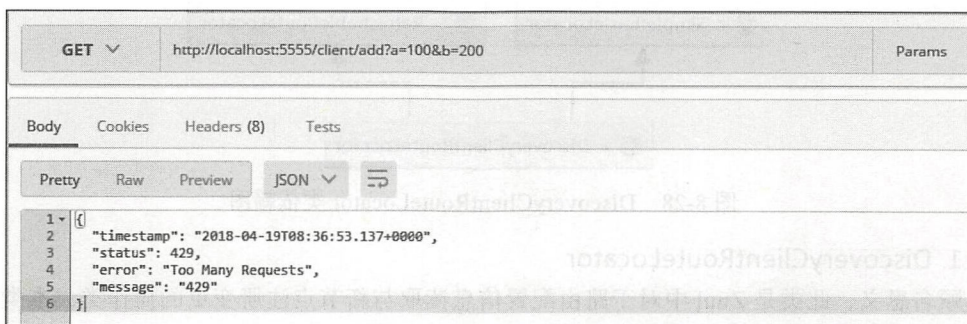 GET http://localhost:5555/client/add?a=100&b=200 Params
Body Cookies Headers (8) Tests
Pretty Raw Preview JSON
1 {
2 "timestamp": "2018-04-19T08:36:53.137+0000",
3 "status": 429,
4 "error": "Too Many Requests",
5 "message": "429"
6 }